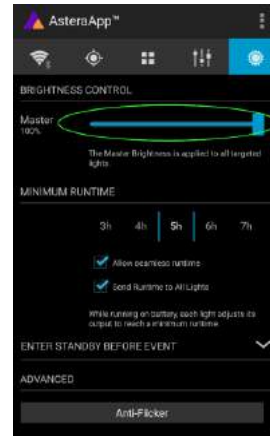 AsteraApp™
BRIGHTNESS CONTROL
Master
100%
The Master Brightness is applied to all targeted
lights
MINIMUM RUNTIME
3h 4h 5h 6h 7h
Allow seamless runtime
Send Runtime to All Lights
While running on battery, each light adjusts its
output to reach a minimum runtime
ENTER STANDBY BEFORE EVENT
ADVANCED
Anti-Flicker